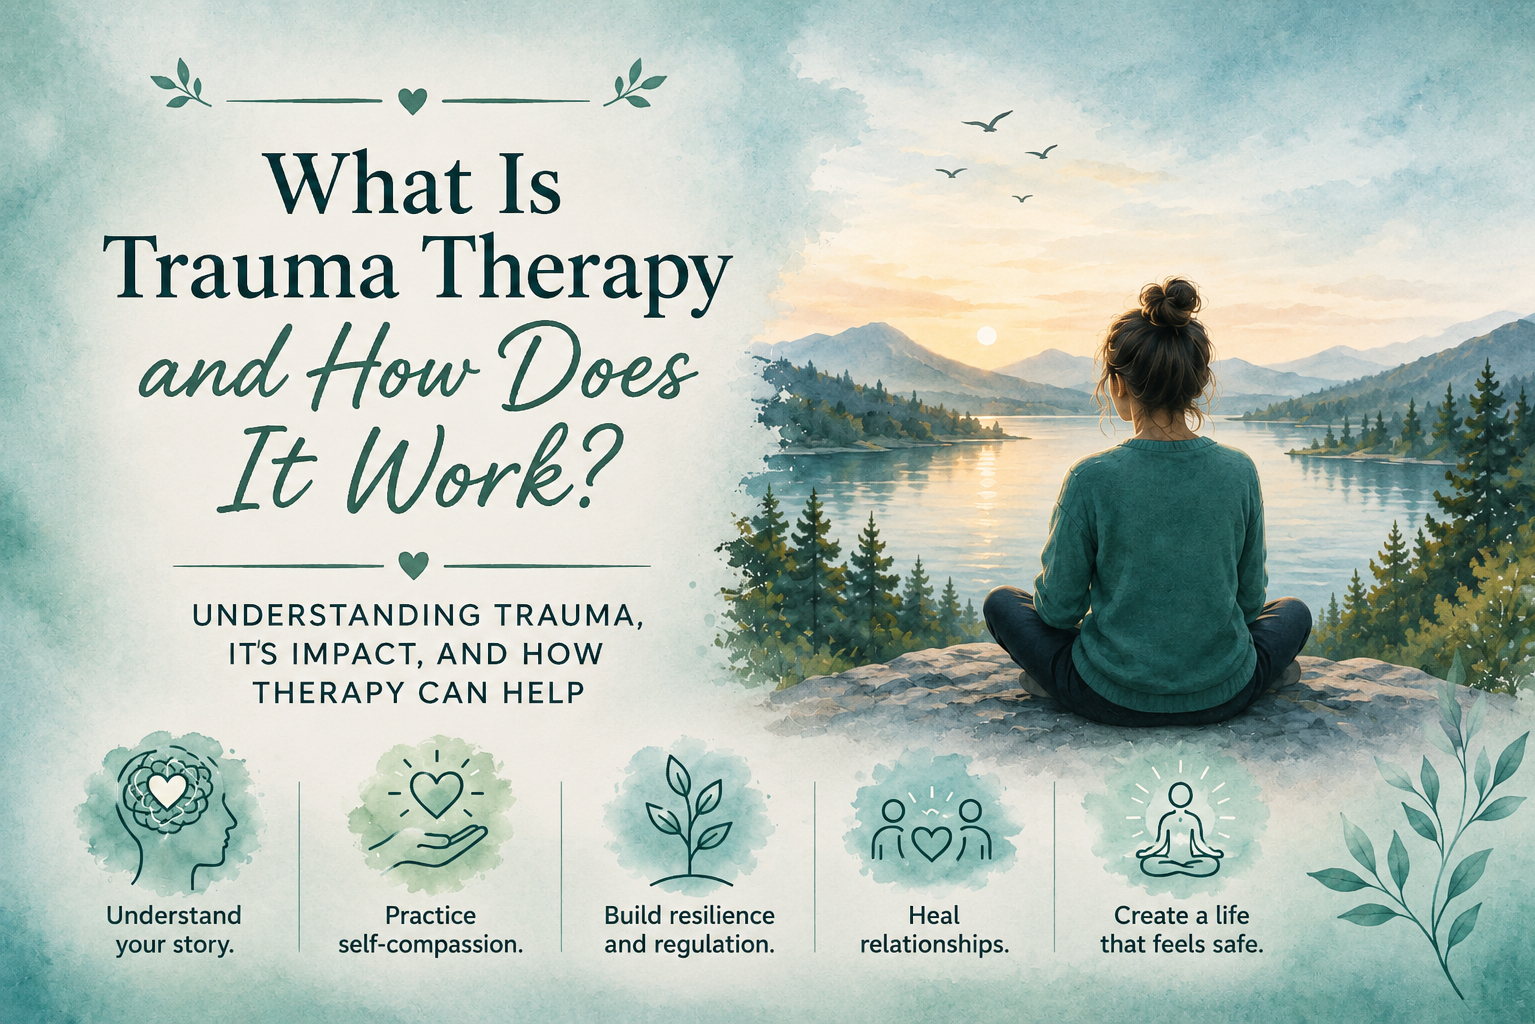 What Is
Trauma Therapy
and How Does
It Work?
UNDERSTANDING TRAUMA,
IT'S IMPACT, AND HOW
THERAPY CAN HELP
Understand
your story.
Practice
self-compassion.
Build resilience
and regulation.
Heal
relationships.
Create a life
that feels safe.